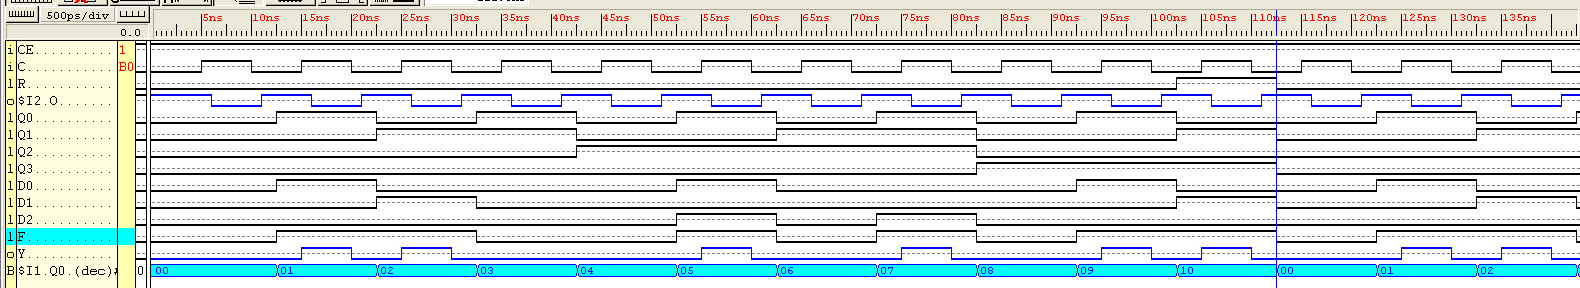 500ps/div
5ns 10ns 15ns 20ns 25ns 30ns 35ns 40ns 45ns 50ns 55ns 60ns 65ns 70ns 75ns 80ns 85ns 90ns 95ns 100ns 105ns 110ns 115ns 120ns 125ns 130ns 135ns
0.0
i CE.......... 1
i C........... B0
l R...........
o $I2.O.......
l Q0..........
l Q1..........
l Q2..........
l Q3..........
l D0..........
l D1..........
l D2..........
l F...........
o Y...........
B $I1.Q0.(dec)# 0 00 01 02 03 04 05 06 07 08 09 10 00 01 02